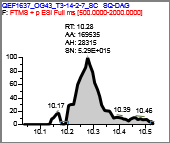 QEF1537_OG43_T3-14-2-7_SC SQ-DAG
F: FTMS + p ESI Full ms [500.0000-2000.0000]
RT: 10.28
AA: 169535
AH: 28315
SN: 5.29E+015
100
80
60
40
20
0
10.17
10.39
10.46
10.1 10.2 10.3 10.4 10.5